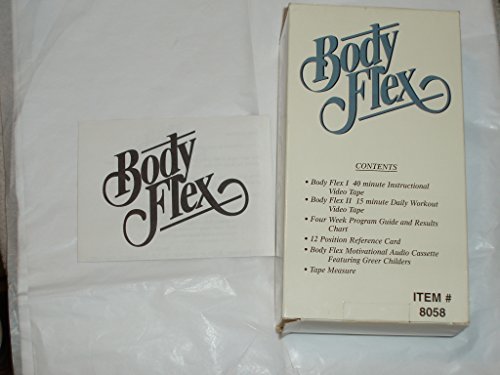 Body
Flex
Body
Flex
CONTENTS
• Body Flex I 40 minute Instructional
Video Tape
• Body Flex II 15 minute Daily Workout
Video Tape
• Four Week Program Guide and Results
Chart
• 12 Position Reference Card
• Body Flex Motivational Audio Cassette
Featuring Greer Childers
• Tape Measure
ITEM #
8058